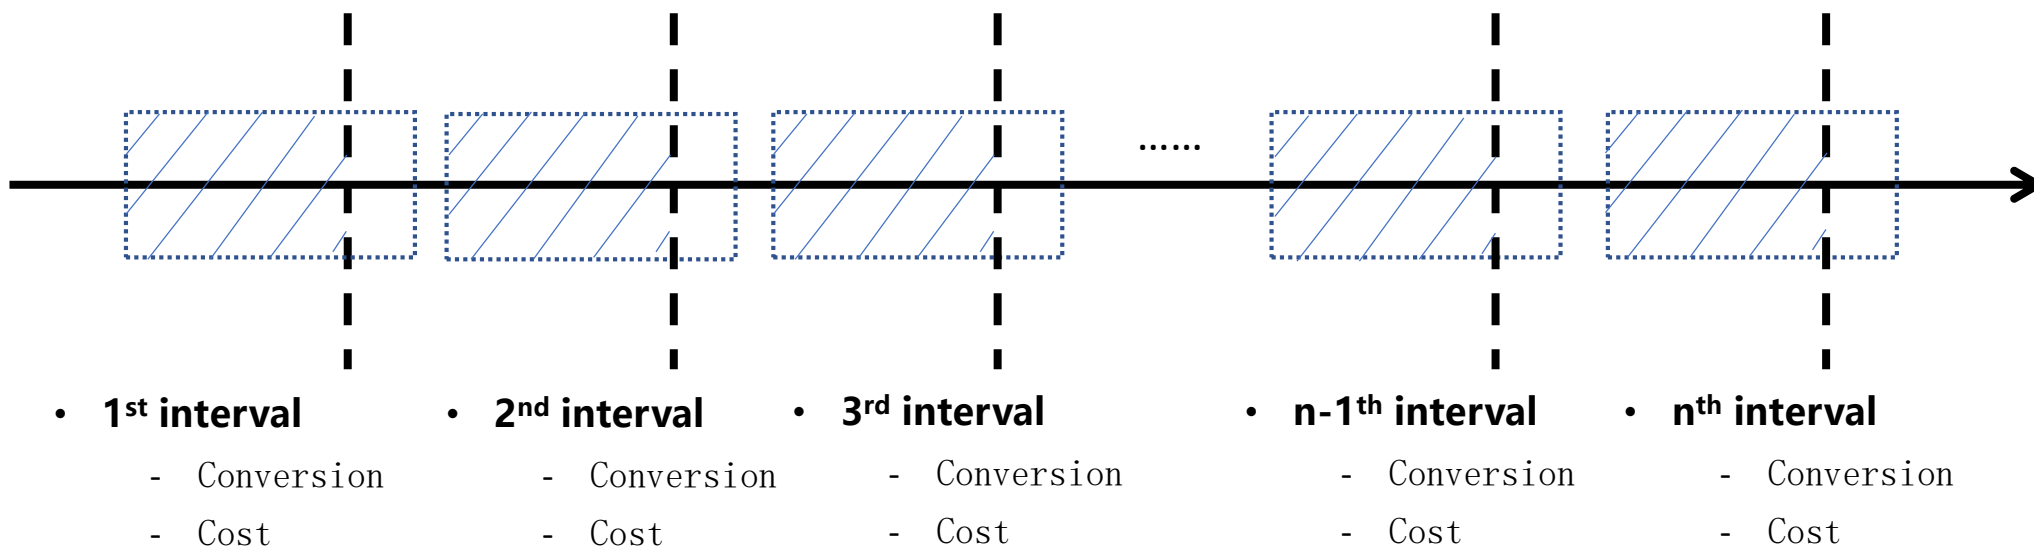 ......
• 1st interval
- Conversion
- Cost
• 2nd interval
- Conversion
- Cost
• 3rd interval
- Conversion
- Cost
• n-1th interval
- Conversion
- Cost
• nth interval
- Conversion
- Cost